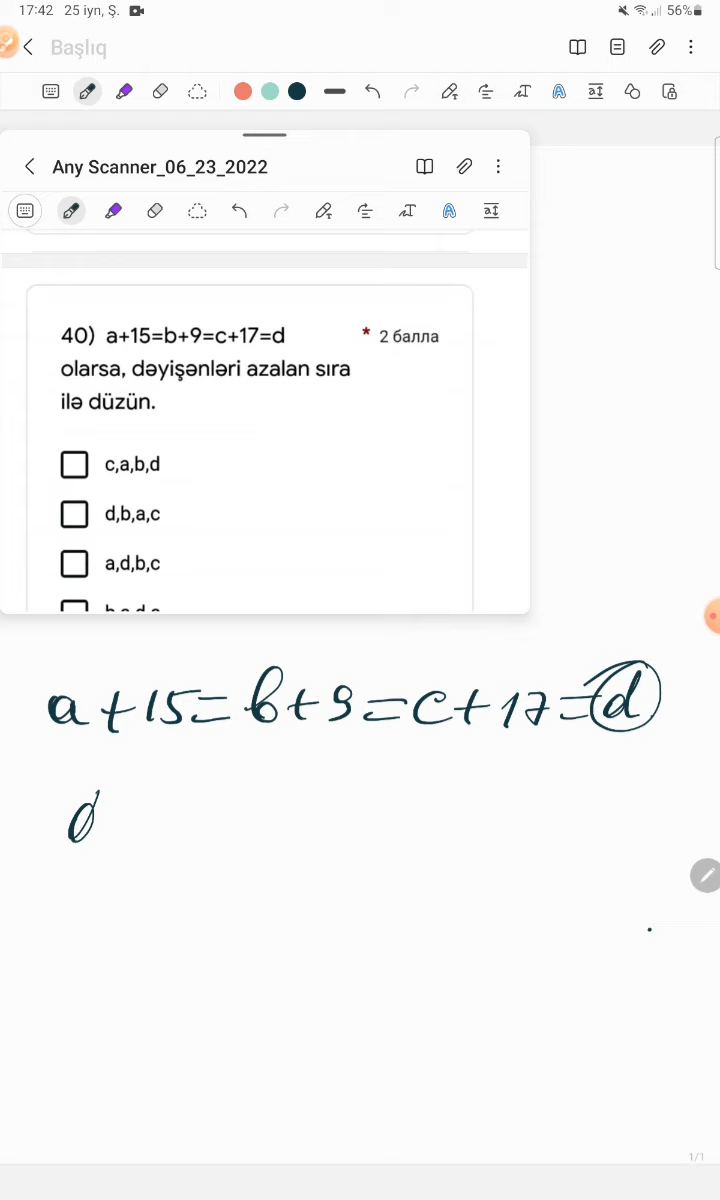 17:42 25 iyn, Ş. 56%
Başlıq
Any Scanner_06_23_2022
40) a+15=b+9=c+17=d * 2 балла
olarsa, dəyişənləri azalan sıra
ilə düzün.
c,a,b,d
d,b,a,c
a,d,b,c
a+15=b+9=c+17=d
d
1/1